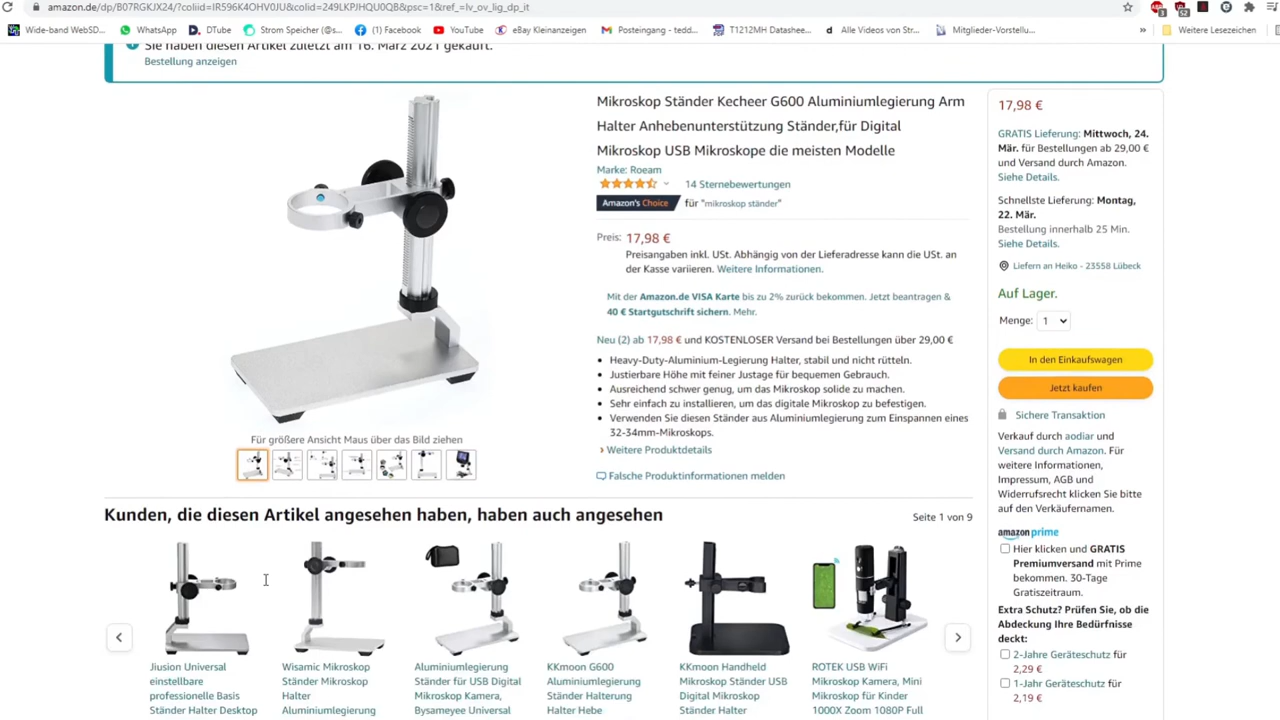 amazon.de/dp/B07RGKJX24/?coliid=IR596K4OHV0JU&colid=249LKPJHQU0QB&psc=1&ref_=lv_ov_lig_dp_it
Wide-band WebSD...
WhatsApp
DTube
Strom Speicher (@s...
(1) Facebook
YouTube
eBay Kleinanzeigen
Posteingang - tedd...
T1212MH Datashee...
Alle Videos von Str...
Mitglieder-Vorstellu...
»
Weitere Lesezeichen
Sie haben diesen Artikel zuletzt am 16. März 2021 gekauft.
Bestellung anzeigen
Mikroskop Ständer Kecheer G600 Aluminiumlegierung Arm
Halter Anhebenunterstützung Ständer,für Digital
Mikroskop USB Mikroskope die meisten Modelle
Marke: Roeam
14 Sternebewertungen
Amazon's Choice für "mikroskop ständer"
Preis: 17,98 €
Preisangaben inkl. USt. Abhängig von der Lieferadresse kann die USt. an
der Kasse variieren. Weitere Informationen.
Mit der Amazon.de VISA Karte bis zu 2% zurück bekommen. Jetzt beantragen &
40 € Startgutschrift sichern. Mehr.
Neu (2) ab 17,98 € und KOSTENLOSER Versand bei Bestellungen über 29,00 €
• Heavy-Duty-Aluminium-Legierung Halter, stabil und nicht rütteln.
• Justierbare Höhe mit feiner Justage für bequemen Gebrauch.
• Ausreichend schwer genug, um das Mikroskop solide zu machen.
• Sehr einfach zu installieren, um das digitale Mikroskop zu befestigen.
• Verwenden Sie diesen Ständer aus Aluminiumlegierung zum Einspannen eines
32-34mm-Mikroskops.
› Weitere Produktdetails
Falsche Produktinformationen melden
Für größere Ansicht Maus über das Bild ziehen
17,98 €
GRATIS Lieferung: Mittwoch, 24.
Mär. für Bestellungen ab 29,00 €
und Versand durch Amazon.
Siehe Details.
Schnellste Lieferung: Montag,
22. Mär.
Bestellung innerhalb 25 Min.
Siehe Details.
Liefern an Heiko - 23558 Lübeck
Auf Lager.
Menge: 1
In den Einkaufswagen
Jetzt kaufen
Sichere Transaktion
Verkauf durch aodiar und
Versand durch Amazon. Für
weitere Informationen,
Impressum, AGB und
Widerrufsrecht klicken Sie bitte
auf den Verkäufernamen.
amazon prime
Hier klicken und GRATIS
Premiumversand mit Prime
bekommen. 30-Tage
Gratiszeitraum.
Extra Schutz? Prüfen Sie, ob die
Abdeckung Ihre Bedürfnisse
deckt:
2-Jahre Geräteschutz für
2,29 €
1-Jahr Geräteschutz für
2,19 €
Kunden, die diesen Artikel angesehen haben, haben auch angesehen
Seite 1 von 9
Jiusion Universal
einstellbare
professionelle Basis
Ständer Halter Desktop
Wisamic Mikroskop
Ständer Mikroskop
Halter
Aluminiumlegierung
Aluminiumlegierung
Ständer für USB Digital
Mikroskop Kamera,
Bysameyee Universal
KKmoon G600
Aluminiumlegierung
Ständer Halterung
Halter Hebe
KKmoon Handheld
Mikroskop Ständer USB
Digital Mikroskop
Ständer Halter
ROTEK USB WiFi
Mikroskop Kamera, Mini
Mikroskop für Kinder
1000X Zoom 1080P Full